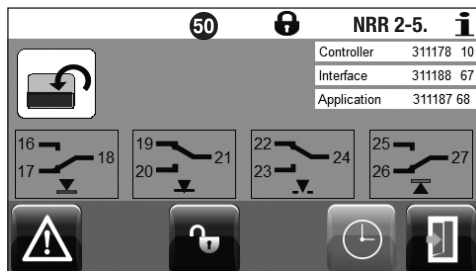 50 NRR 2-5. i
Controller 311178 10
Interface 311188 67
Application 311187 68
16 19 22 25
18 21 24 27
17 20 23 26